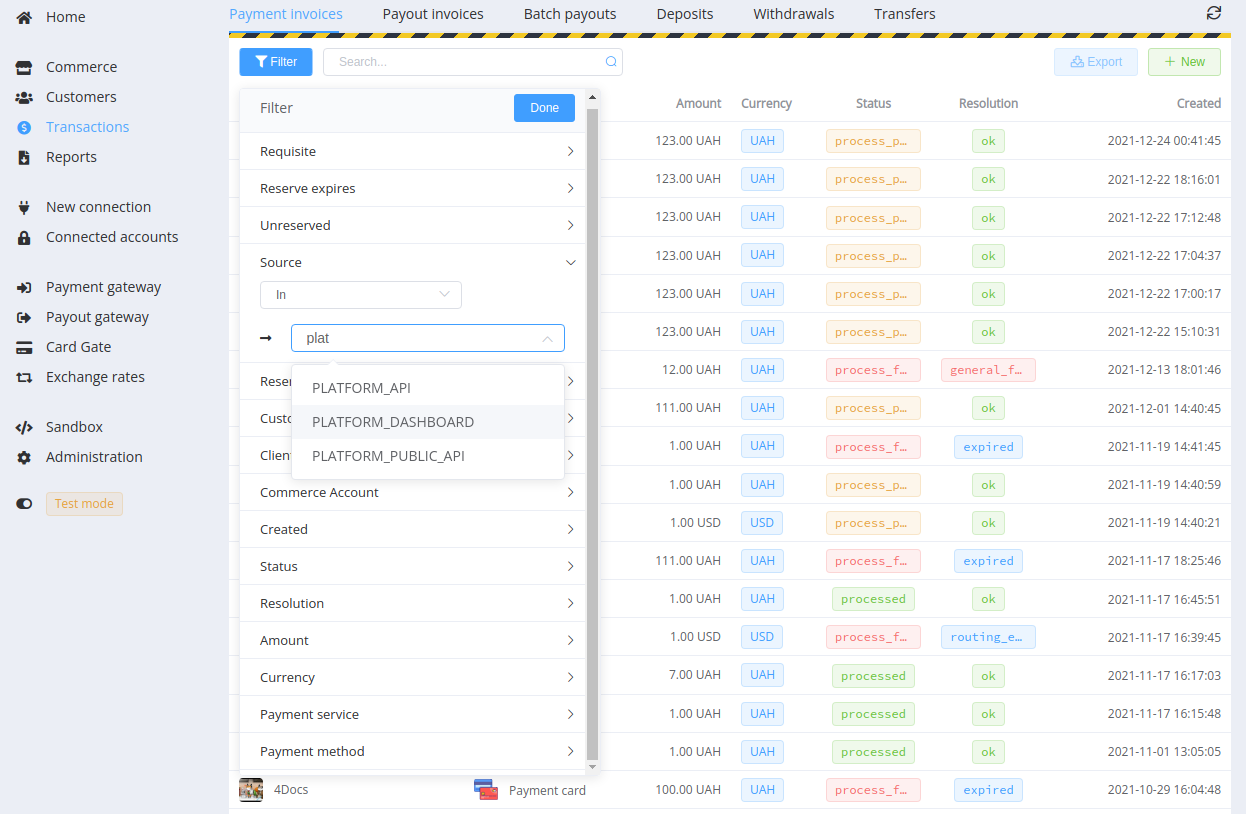 Home
Commerce
Customers
Transactions
Reports
New connection
Connected accounts
Payment gateway
Payout gateway
Card Gate
Exchange rates
Sandbox
Administration
Test mode
Payment invoices Payout invoices Batch payouts Deposits Withdrawals Transfers
Filter Search... Export + New
Filter Done
Requisite
Reserve expires
Unreserved
Source
In
plat
PLATFORM_API
PLATFORM_DASHBOARD
PLATFORM_PUBLIC_API
Commerce Account
Created
Status
Resolution
Amount
Currency
Payment service
Payment method
Amount Currency Status Resolution Created
123.00 UAH UAH process_p… ok 2021-12-24 00:41:45
123.00 UAH UAH process_p… ok 2021-12-22 18:16:01
123.00 UAH UAH process_p… ok 2021-12-22 17:12:48
123.00 UAH UAH process_p… ok 2021-12-22 17:04:37
123.00 UAH UAH process_p… ok 2021-12-22 17:00:17
123.00 UAH UAH process_p… ok 2021-12-22 15:10:31
12.00 UAH UAH process_f… general_f… 2021-12-13 18:01:46
111.00 UAH UAH process_p… ok 2021-12-01 14:40:45
1.00 UAH UAH process_f… expired 2021-11-19 14:41:45
1.00 UAH UAH process_p… ok 2021-11-19 14:40:59
1.00 USD USD process_p… ok 2021-11-19 14:40:21
111.00 UAH UAH process_f… expired 2021-11-17 18:25:46
1.00 UAH UAH processed ok 2021-11-17 16:45:51
1.00 USD USD process_f… routing_e… 2021-11-17 16:39:45
7.00 UAH UAH processed ok 2021-11-17 16:17:03
1.00 UAH UAH processed ok 2021-11-17 16:15:48
1.00 UAH UAH processed ok 2021-11-01 13:05:05
4Docs Payment card 100.00 UAH UAH process_f… expired 2021-10-29 16:04:48